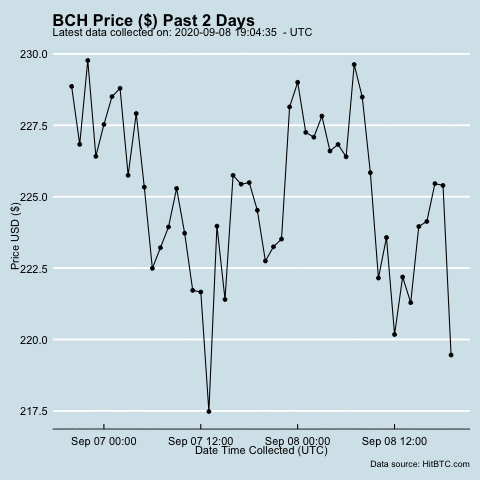 BCH Price ($) Past 2 Days
Latest data collected on: 2020-09-08 19:04:35  - UTC
230.0
227.5
225.0
222.5
220.0
217.5
Price USD ($)
Sep 07 00:00 Sep 07 12:00 Sep 08 00:00 Sep 08 12:00
Date Time Collected (UTC)
Data source: HitBTC.com